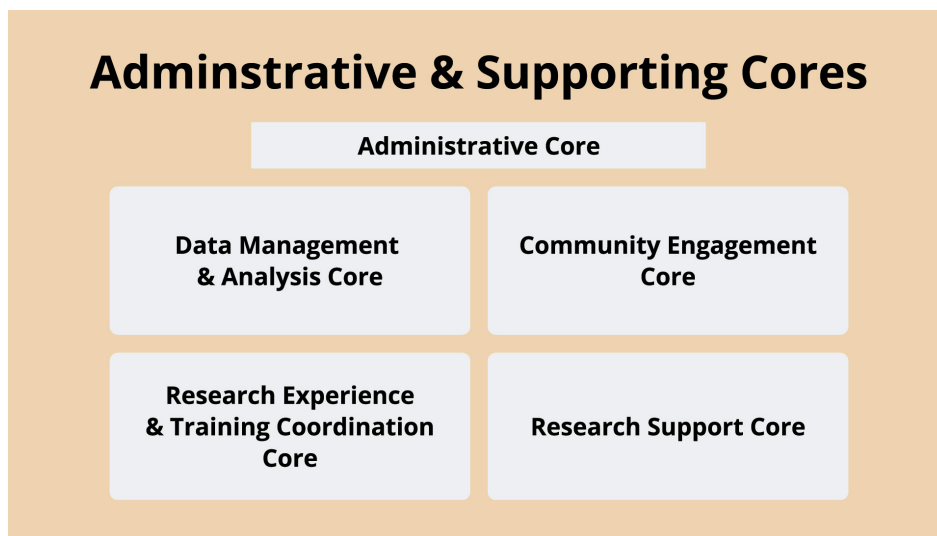 Adminstrative & Supporting Cores
Administrative Core
Data Management
& Analysis Core
Community Engagement
Core
Research Experience
& Training Coordination
Core
Research Support Core